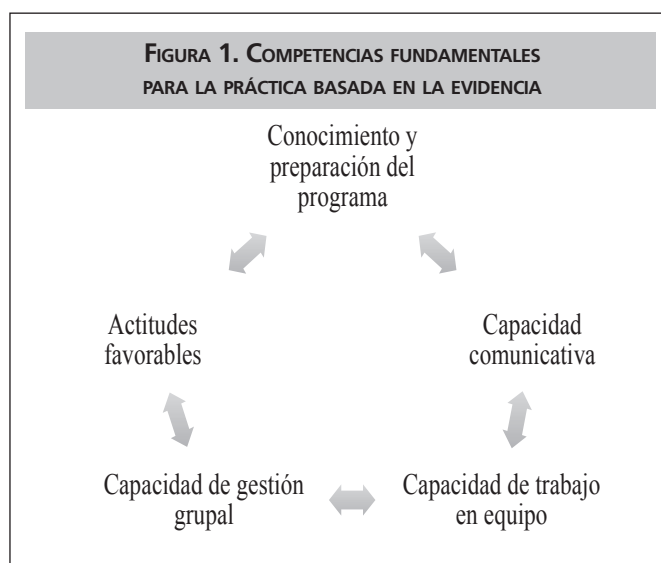 FIGURA 1. COMPETENCIAS FUNDAMENTALES
PARA LA PRÁCTICA BASADA EN LA EVIDENCIA
Conocimiento y
preparación del
programa
Actitudes
favorables
Capacidad
comunicativa
Capacidad de gestión
grupal
Capacidad de trabajo
en equipo